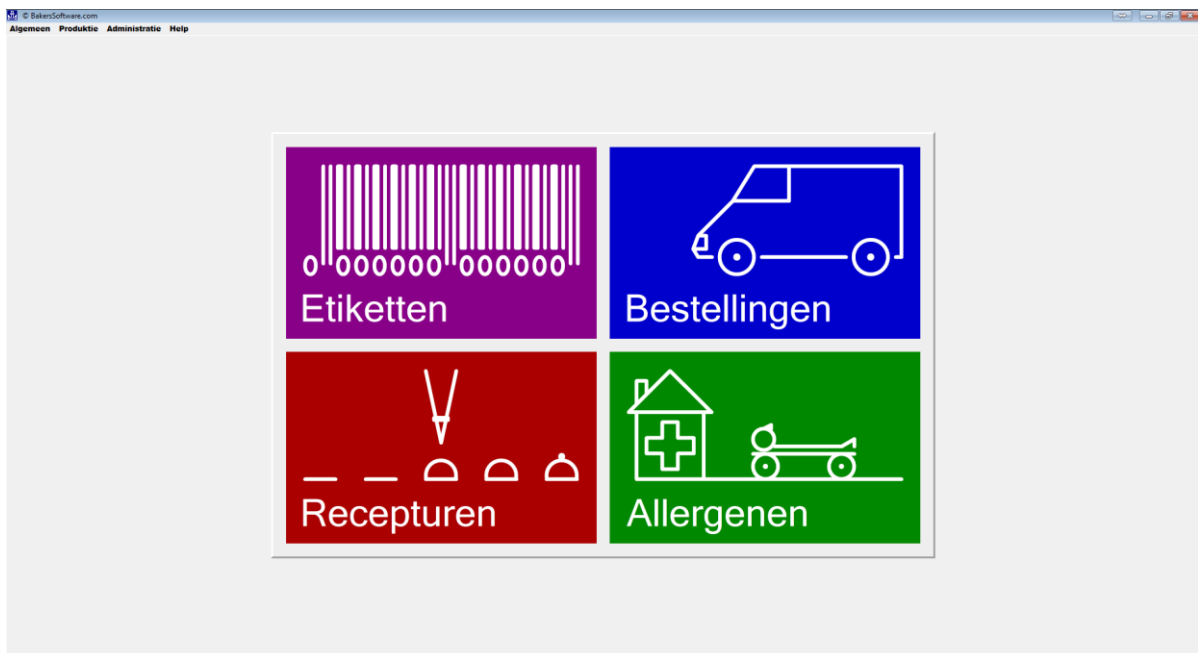 © BakersSoftware.com
Algemeen Produktie Administratie Help
0 000000 000000
Etiketten
Bestellingen
Recepturen
Allergenen